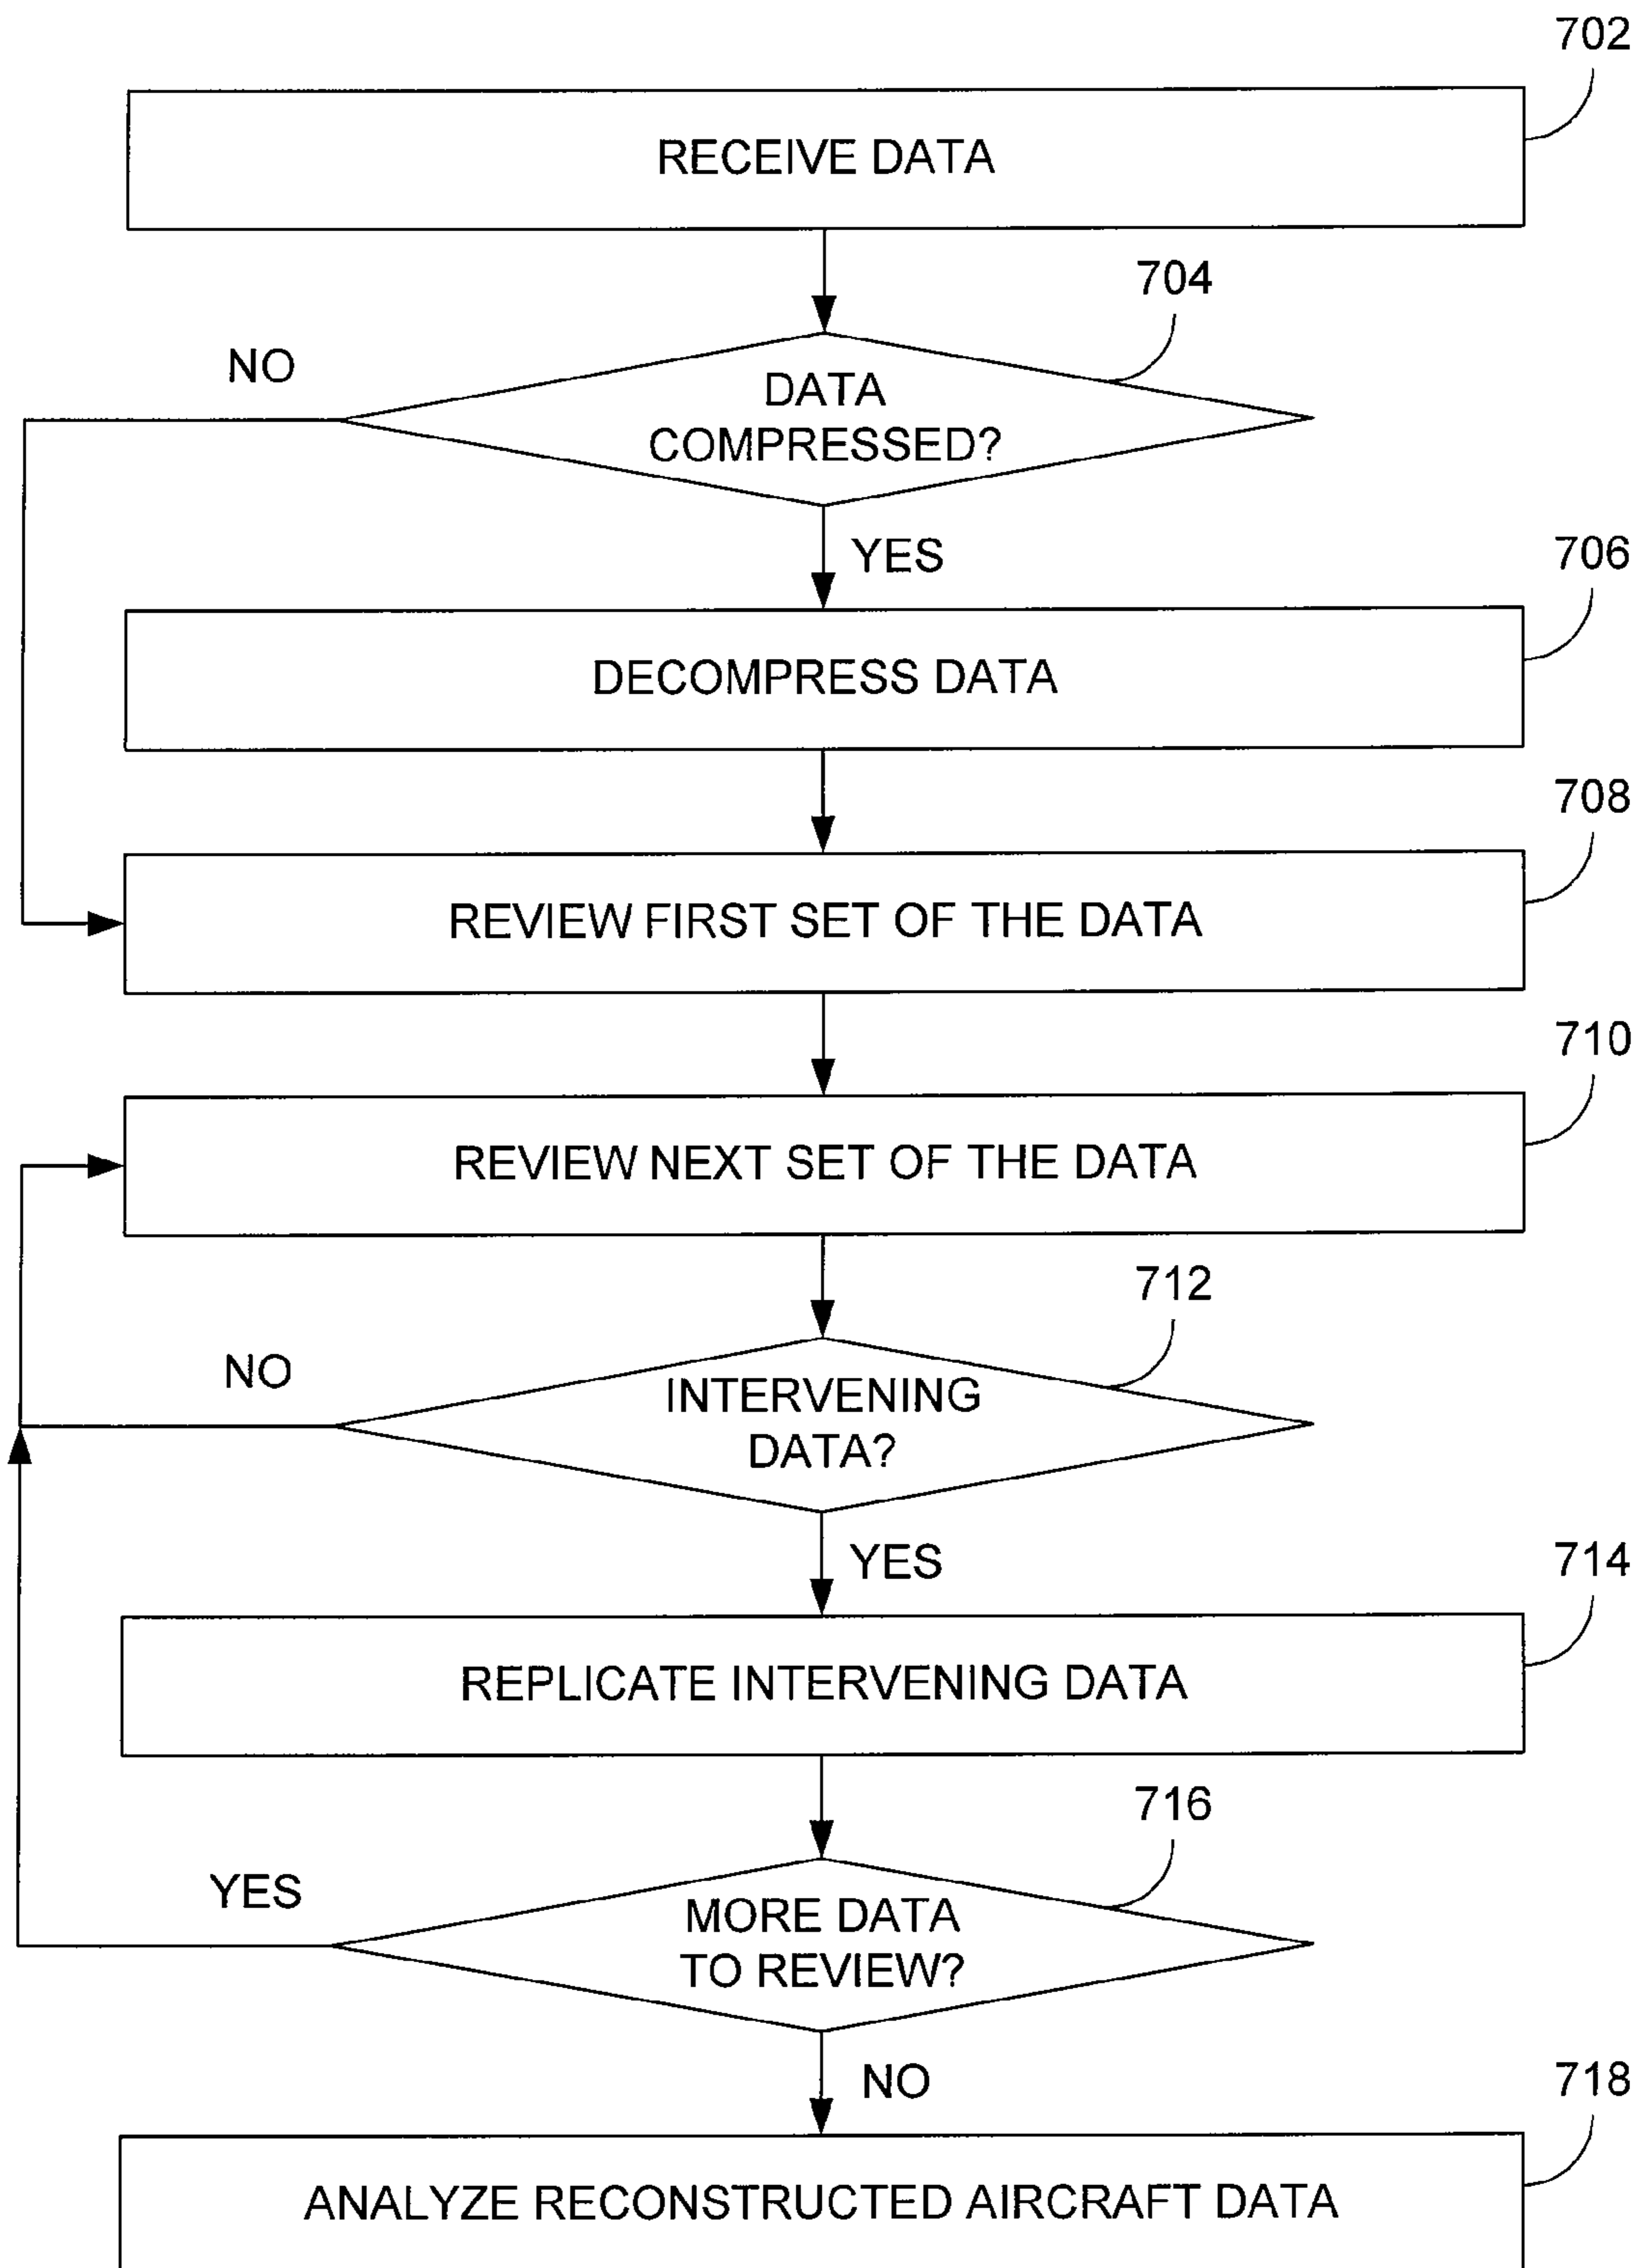 702
RECEIVE DATA
704
NO
DATA
COMPRESSED?
YES
706
DECOMPRESS DATA
708
REVIEW FIRST SET OF THE DATA
710
REVIEW NEXT SET OF THE DATA
712
NO
INTERVENING
DATA?
YES
714
REPLICATE INTERVENING DATA
716
YES
MORE DATA
TO REVIEW?
NO
718
ANALYZE RECONSTRUCTED AIRCRAFT DATA